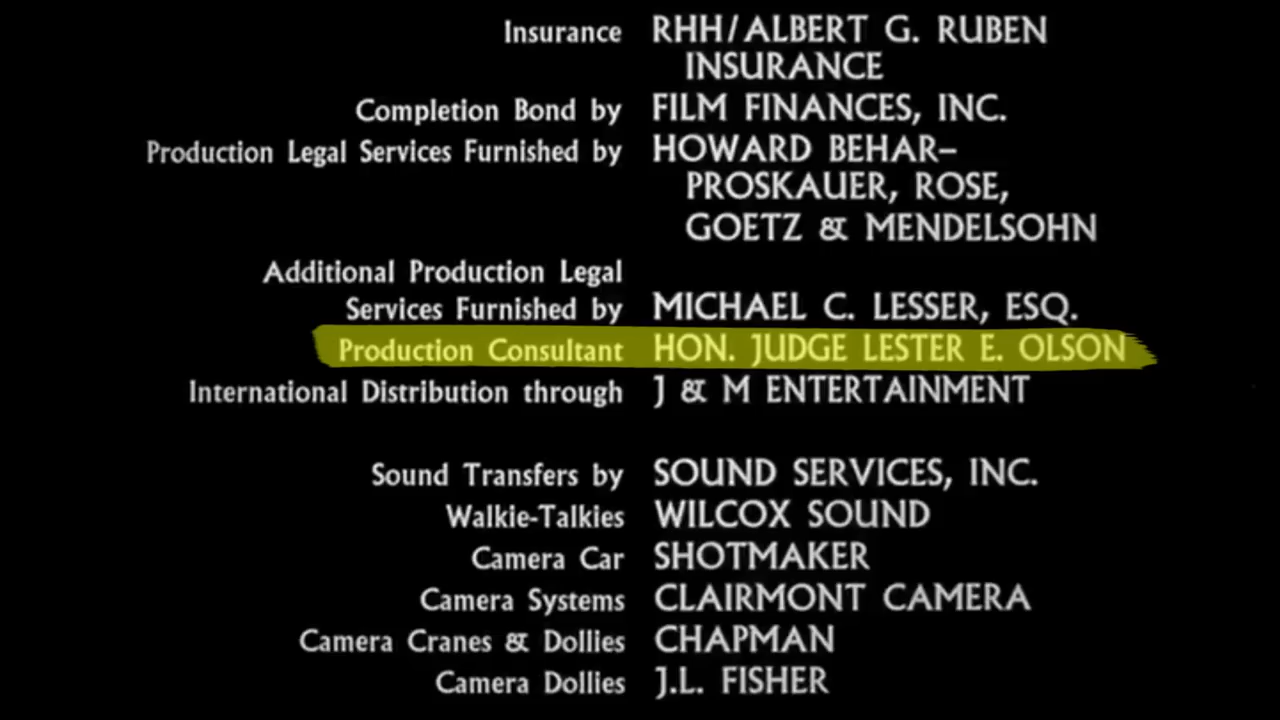 Insurance RHH/ALBERT G. RUBEN
INSURANCE
Completion Bond by FILM FINANCES, INC.
Production Legal Services Furnished by HOWARD BEHAR–
PROSKAUER, ROSE,
GOETZ & MENDELSOHN
Additional Production Legal
Services Furnished by MICHAEL C. LESSER, ESQ.
Production Consultant HON. JUDGE LESTER E. OLSON
International Distribution through J & M ENTERTAINMENT
Sound Transfers by SOUND SERVICES, INC.
Walkie-Talkies WILCOX SOUND
Camera Car SHOTMAKER
Camera Systems CLAIRMONT CAMERA
Camera Cranes & Dollies CHAPMAN
Camera Dollies J.L. FISHER